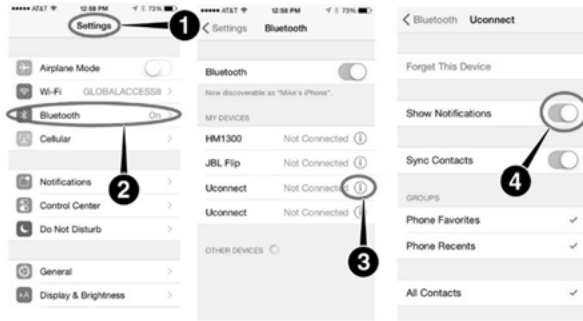 AT&T 12:58 PM 73%
Settings
1
Airplane Mode
Wi-Fi GLOBALACCESSII
Bluetooth On
2
Cellular
Notifications
Control Center
Do Not Disturb
General
Display & Brightness
AT&T 12:58 PM 73%
Settings Bluetooth
Bluetooth
Now discoverable as "Mike's iPhone".
MY DEVICES
HM1300 Not Connected
JBL Flip Not Connected
Uconnect Not Connected
Uconnect Not Connected
3
OTHER DEVICES
Bluetooth Uconnect
Forget This Device
Show Notifications
4
Sync Contacts
GROUPS
Phone Favorites
Phone Recents
All Contacts